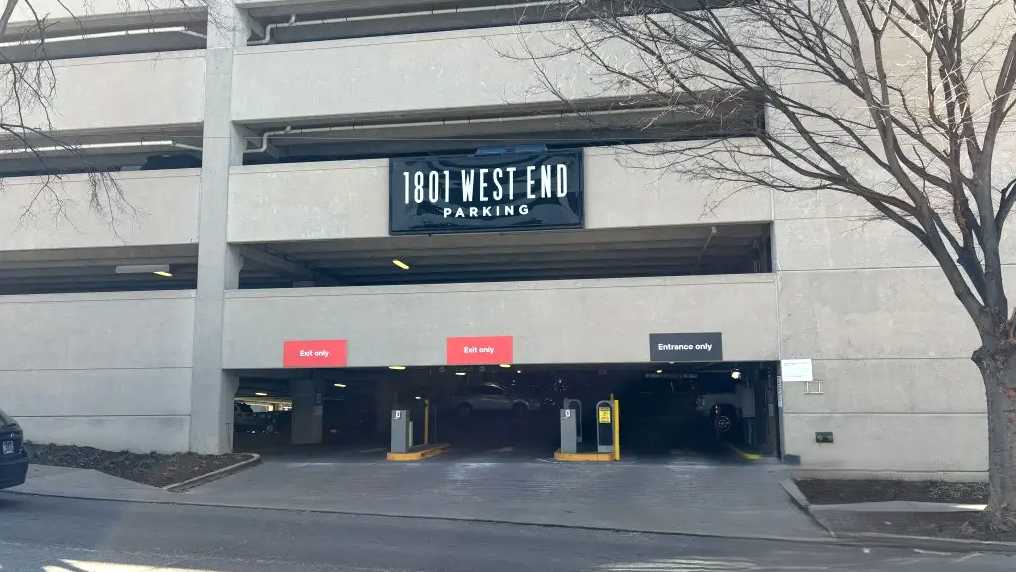 1801 WEST END
PARKING
Exit only
Exit only
Entrance only